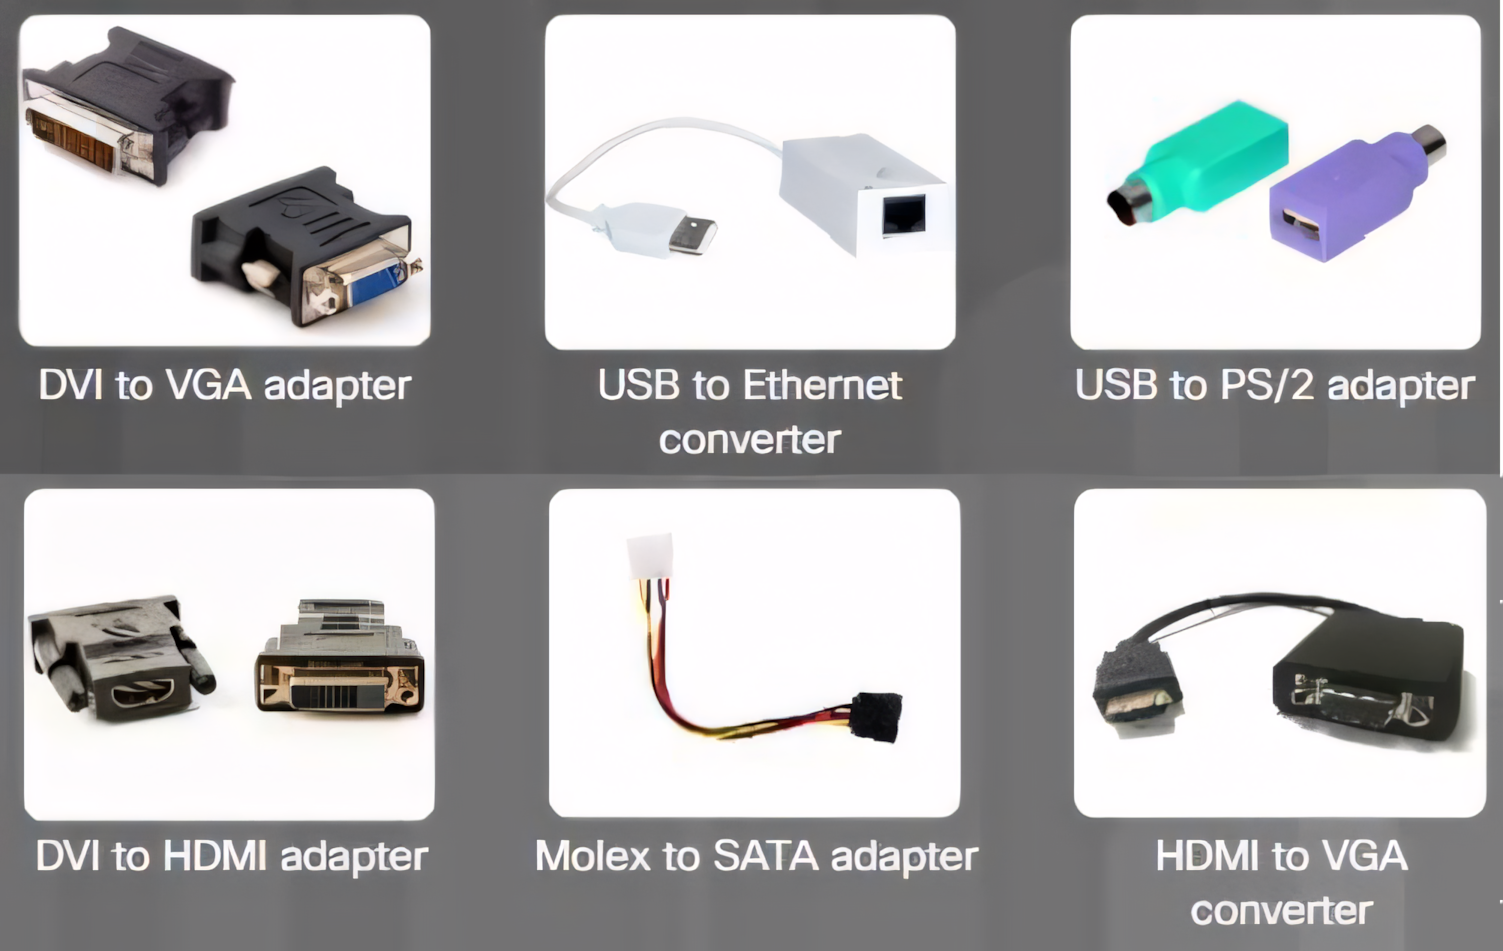 DVI to VGA adapter
USB to Ethernet
converter
USB to PS/2 adapter
DVI to HDMI adapter
Molex to SATA adapter
HDMI to VGA
converter